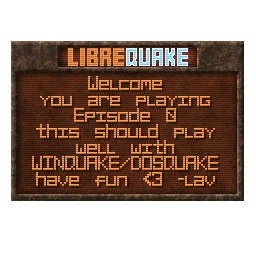 LIBREQUAKE
Welcome
you are playing
Episode 0
this should play
well with
WINQUAKE/DOSQUAKE
have fun <3 -Lav